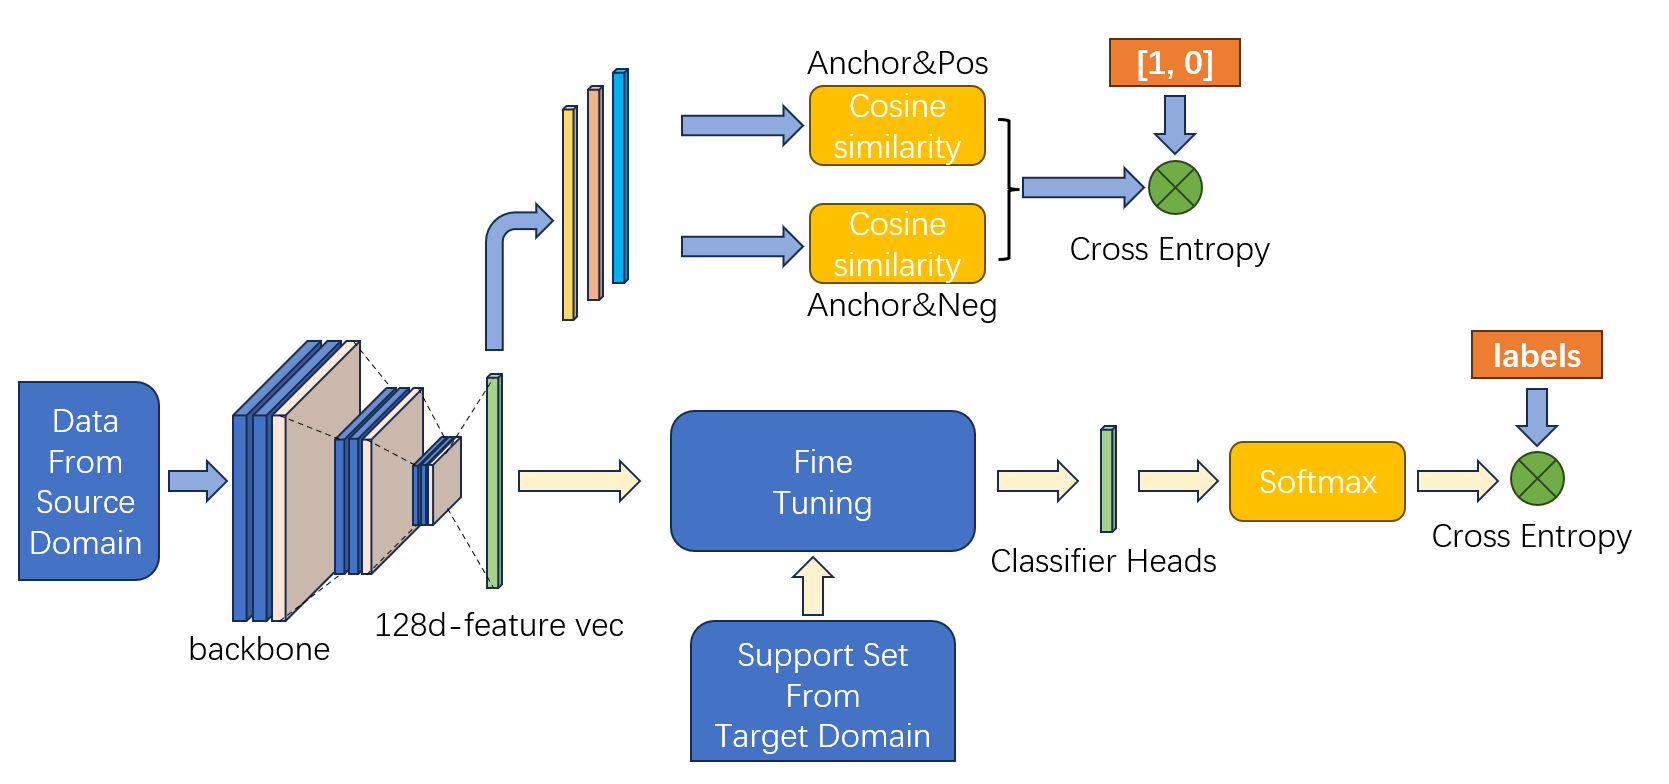 Anchor&Pos
Cosine
similarity
[1, 0]
Cosine
similarity
Anchor&Neg
Cross Entropy
Data
From
Source
Domain
backbone
128d-feature vec
Fine
Tuning
Support Set
From
Target Domain
Classifier Heads
Softmax
labels
Cross Entropy